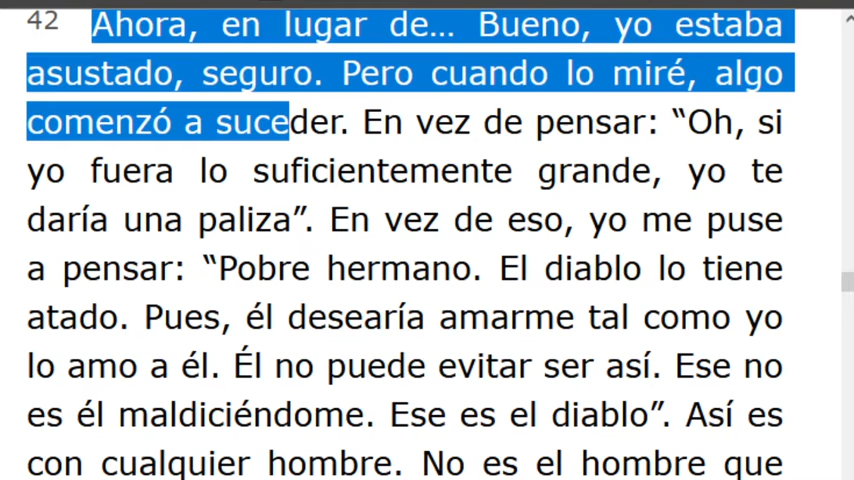 42 Ahora, en lugar de… Bueno, yo estaba
asustado, seguro. Pero cuando lo miré, algo
comenzó a suceder. En vez de pensar: “Oh, si
yo fuera lo suficientemente grande, yo te
daría una paliza”. En vez de eso, yo me puse
a pensar: “Pobre hermano. El diablo lo tiene
atado. Pues, él desearía amarme tal como yo
lo amo a él. Él no puede evitar ser así. Ese no
es él maldiciéndome. Ese es el diablo”. Así es
con cualquier hombre. No es el hombre que